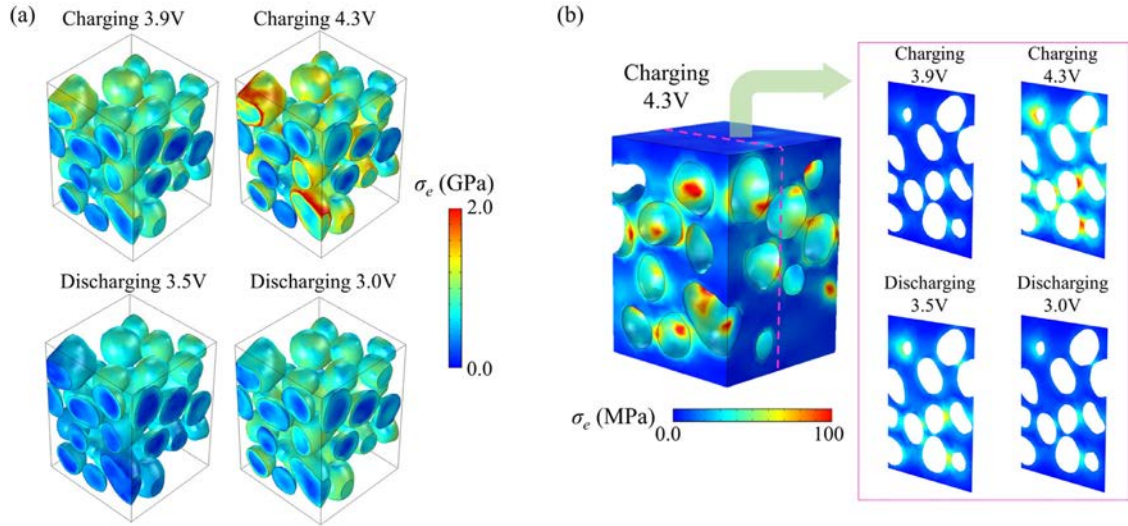 (a)
Charging 3.9V
Charging 4.3V
σₑ (GPa)
2.0
0.0
Discharging 3.5V
Discharging 3.0V
(b)
Charging
4.3V
σₑ (MPa)
0.0
100
Charging
3.9V
Charging
4.3V
Discharging
3.5V
Discharging
3.0V